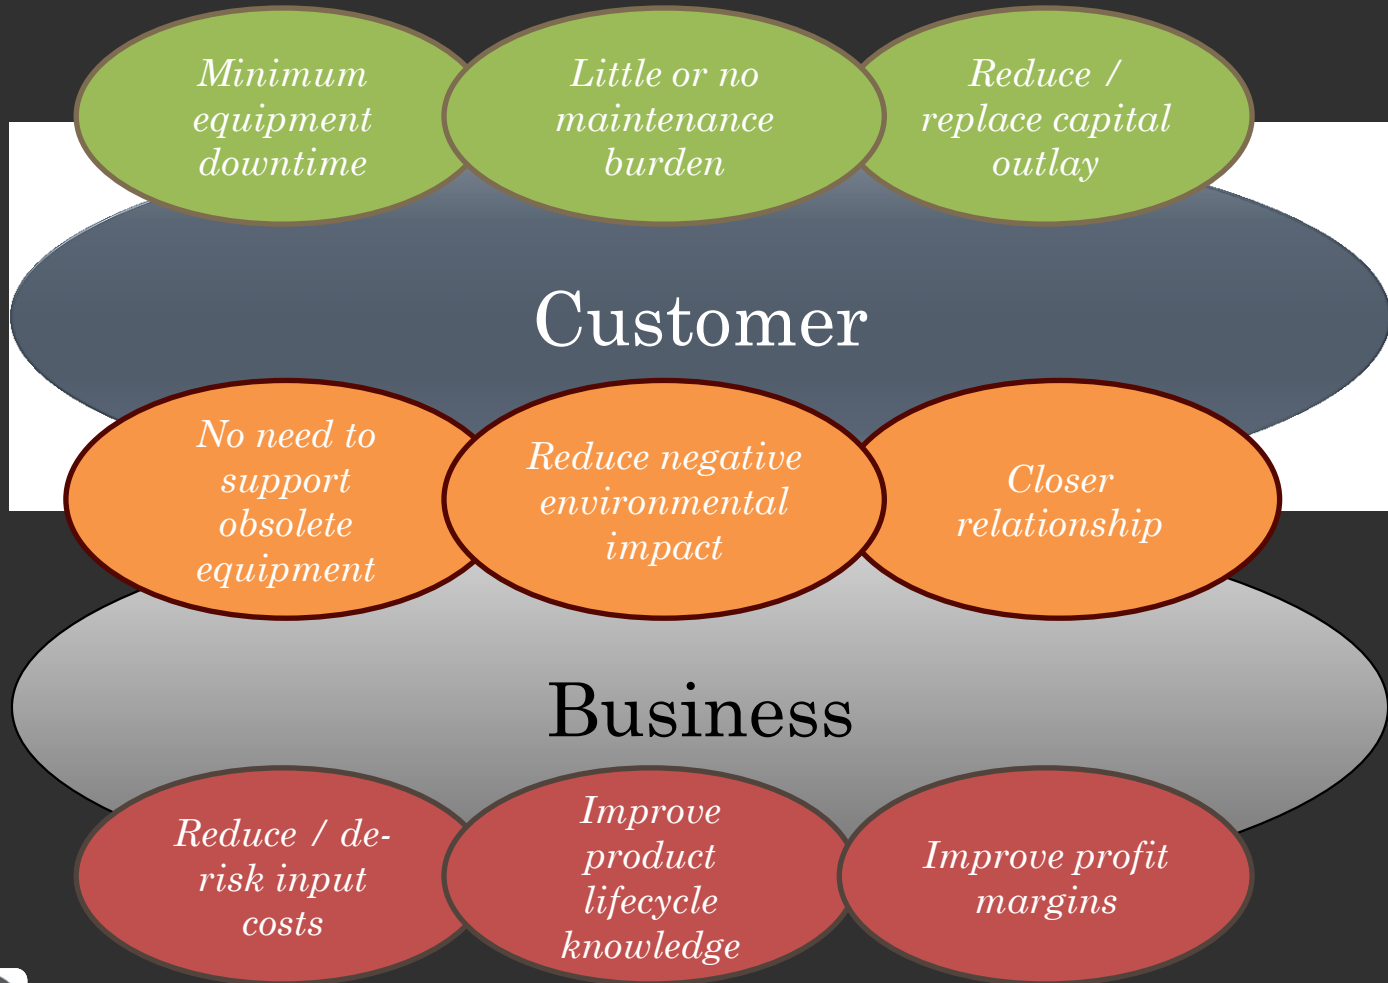 Minimum
equipment
downtime
Little or no
maintenance
burden
Reduce /
replace capital
outlay
Customer
No need to
support
obsolete
equipment
Reduce negative
environmental
impact
Closer
relationship
Business
Reduce / de-
risk input
costs
Improve
product
lifecycle
knowledge
Improve profit
margins